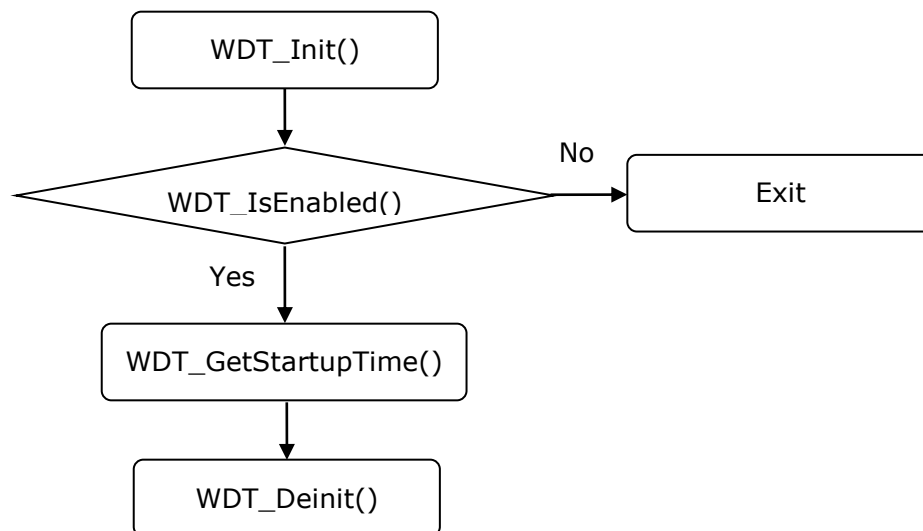 WDT_Init()
WDT_IsEnabled()
No
Exit
Yes
WDT_GetStartupTime()
WDT_Deinit()